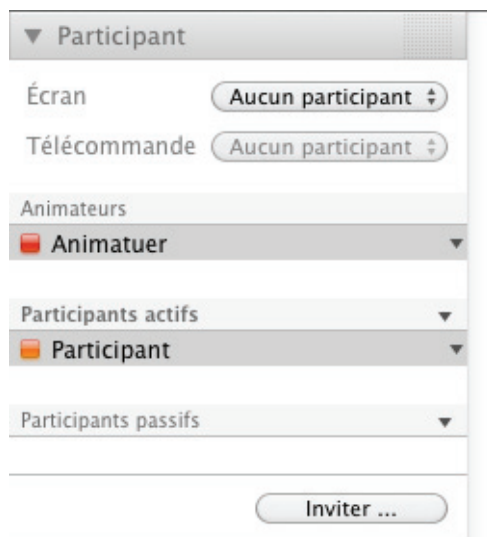 Participant
Écran Aucun participant
Télécommande Aucun participant
Animateurs
Animatuer
Participants actifs
Participant
Participants passifs
Inviter ...